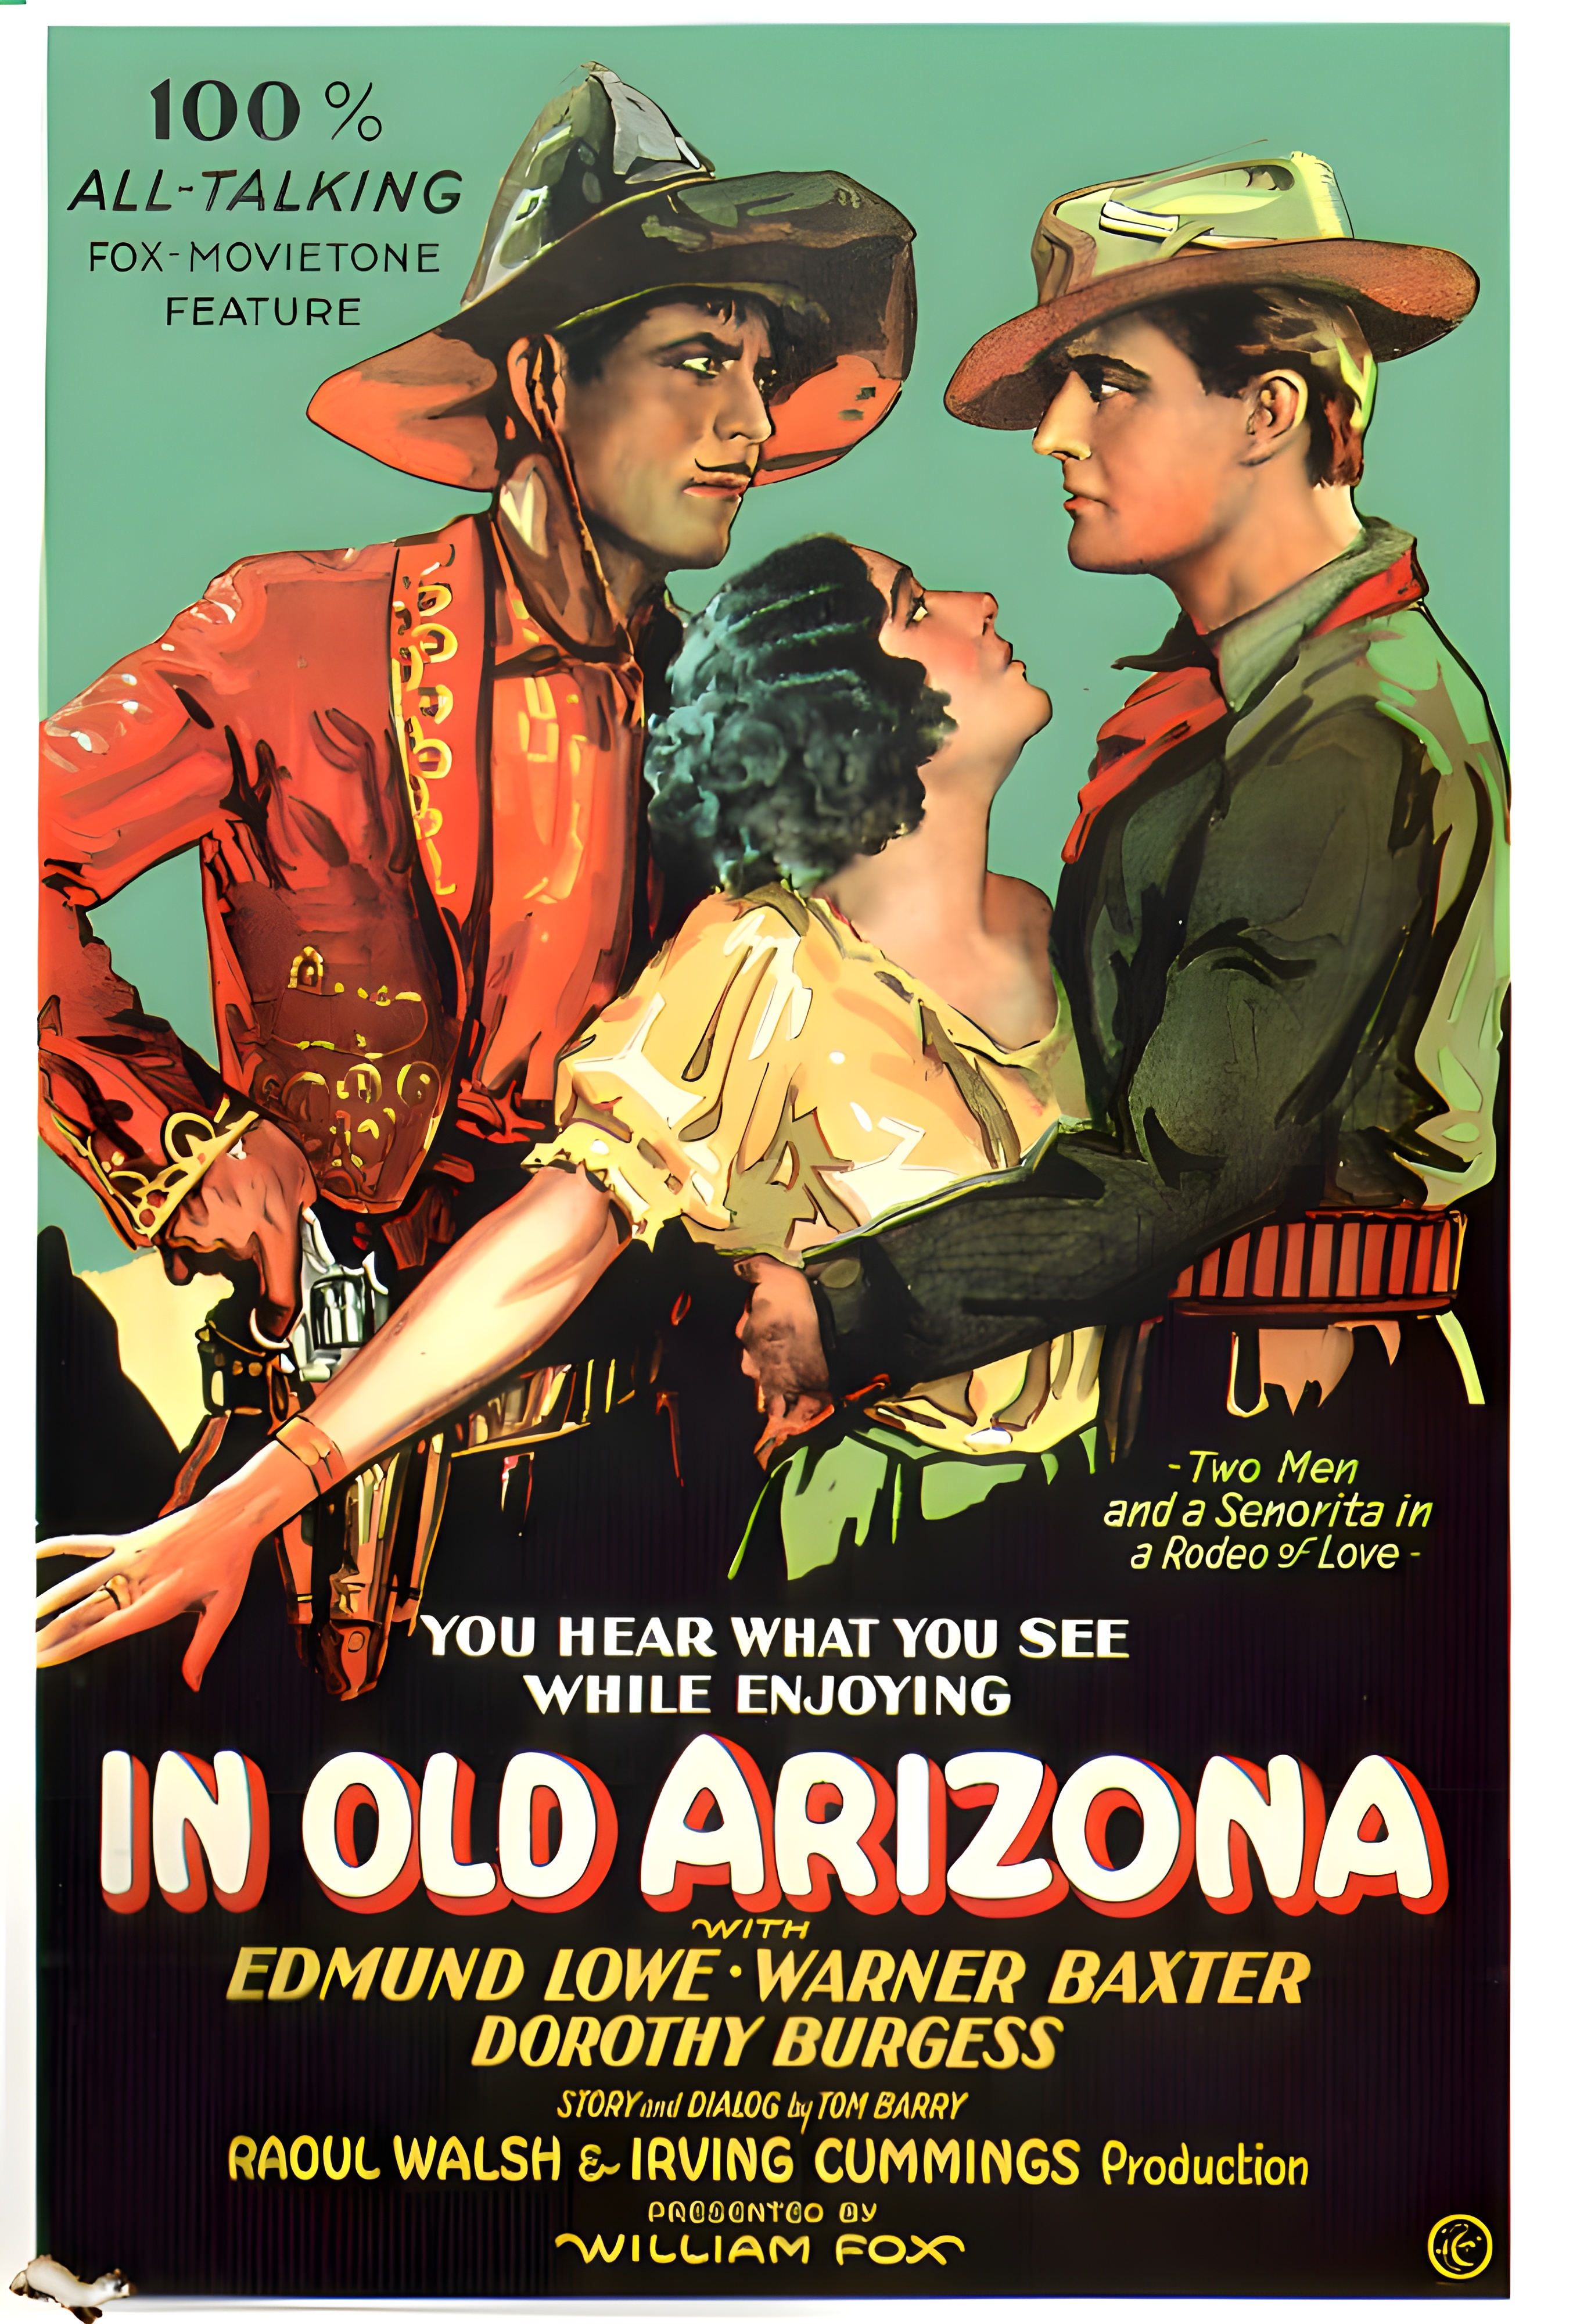 100 %
ALL-TALKING
FOX-MOVIETONE
FEATURE
-Two Men
and a Senorita in
a Rodeo of Love-
YOU HEAR WHAT YOU SEE
WHILE ENJOYING
IN OLD ARIZONA
WITH
EDMUND LOWE · WARNER BAXTER
DOROTHY BURGESS
STORY and DIALOG by TOM BARRY
RAOUL WALSH & IRVING CUMMINGS Production
BY
WILLIAM FOX